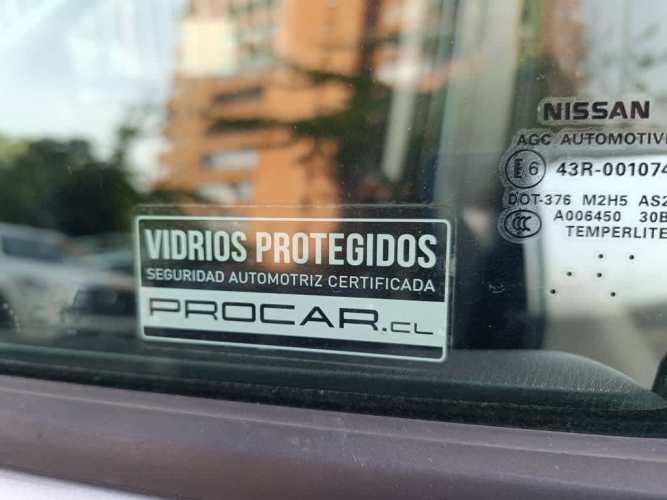 VIDRIOS PROTEGIDOS
SEGURIDAD AUTOMOTRIZ CERTIFICADA
PROCAR.CL
NISSAN
AGC AUTOMOTIVE
E6 43R-001074
DOT-376 M2H5 AS2
A006450 30B
TEMPERLITE